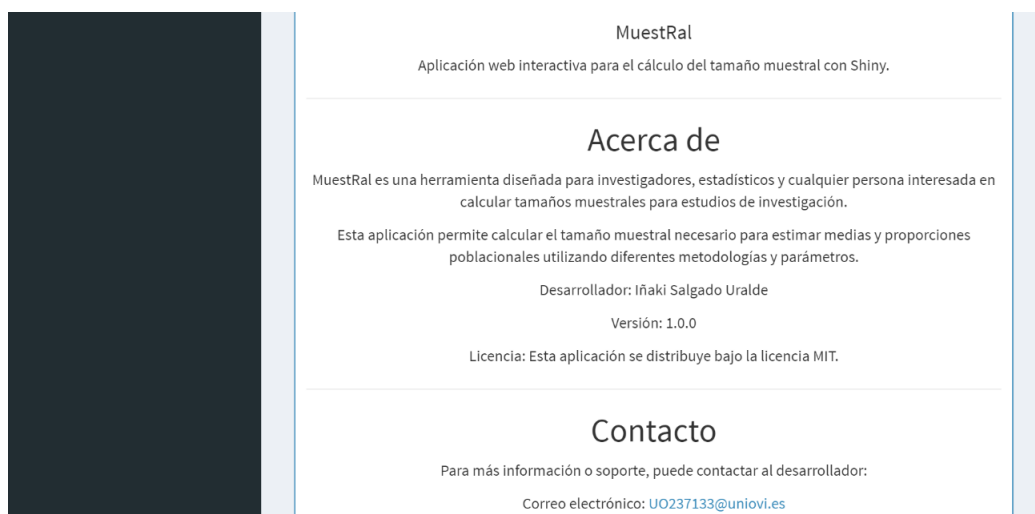 MuestRal
Aplicación web interactiva para el cálculo del tamaño muestral con Shiny.
Acerca de
MuestRal es una herramienta diseñada para investigadores, estadísticos y cualquier persona interesada en
calcular tamaños muestrales para estudios de investigación.
Esta aplicación permite calcular el tamaño muestral necesario para estimar medias y proporciones
poblacionales utilizando diferentes metodologías y parámetros.
Desarrollador: Iñaki Salgado Uralde
Versión: 1.0.0
Licencia: Esta aplicación se distribuye bajo la licencia MIT.
Contacto
Para más información o soporte, puede contactar al desarrollador:
Correo electrónico: UO237133@uniovi.es